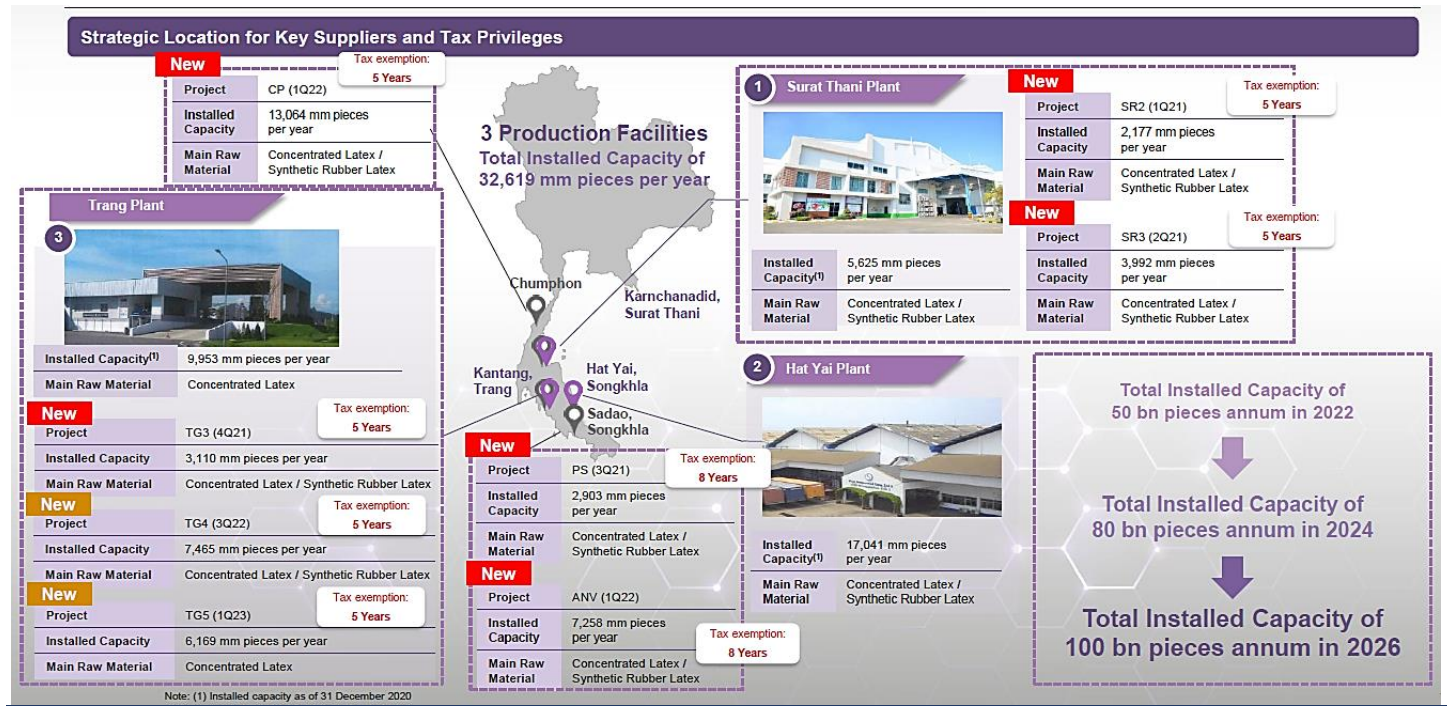 Strategic Location for Key Suppliers and Tax Privileges
New
Tax exemption:
5 Years
Project CP (1Q22)
Installed Capacity 13,064 mm pieces per year
Main Raw Material Concentrated Latex / Synthetic Rubber Latex
3 Production Facilities
Total Installed Capacity of
32,619 mm pieces per year
Chumphon
Karnchanadid,
Surat Thani
Kantang,
Trang
Hat Yai,
Songkhla
Sadao,
Songkhla
1 Surat Thani Plant
Installed Capacity(1) 5,625 mm pieces per year
Main Raw Material Concentrated Latex / Synthetic Rubber Latex
New
Tax exemption:
5 Years
Project SR2 (1Q21)
Installed Capacity 2,177 mm pieces per year
Main Raw Material Concentrated Latex / Synthetic Rubber Latex
New
Tax exemption:
5 Years
Project SR3 (2Q21)
Installed Capacity 3,992 mm pieces per year
Main Raw Material Concentrated Latex / Synthetic Rubber Latex
Trang Plant
3
Installed Capacity(1) 9,953 mm pieces per year
Main Raw Material Concentrated Latex
New
Tax exemption:
5 Years
Project TG3 (4Q21)
Installed Capacity 3,110 mm pieces per year
Main Raw Material Concentrated Latex / Synthetic Rubber Latex
New
Tax exemption:
5 Years
Project TG4 (3Q22)
Installed Capacity 7,465 mm pieces per year
Main Raw Material Concentrated Latex / Synthetic Rubber Latex
New
Tax exemption:
5 Years
Project TG5 (1Q23)
Installed Capacity 6,169 mm pieces per year
Main Raw Material Concentrated Latex
New
Tax exemption:
8 Years
Project PS (3Q21)
Installed Capacity 2,903 mm pieces per year
Main Raw Material Concentrated Latex / Synthetic Rubber Latex
New
Project ANV (1Q22)
Installed Capacity 7,258 mm pieces per year
Tax exemption:
8 Years
Main Raw Material Concentrated Latex / Synthetic Rubber Latex
2 Hat Yai Plant
Installed Capacity(1) 17,041 mm pieces per year
Main Raw Material Concentrated Latex / Synthetic Rubber Latex
Total Installed Capacity of
50 bn pieces annum in 2022
Total Installed Capacity of
80 bn pieces annum in 2024
Total Installed Capacity of
100 bn pieces annum in 2026
Note: (1) Installed capacity as of 31 December 2020